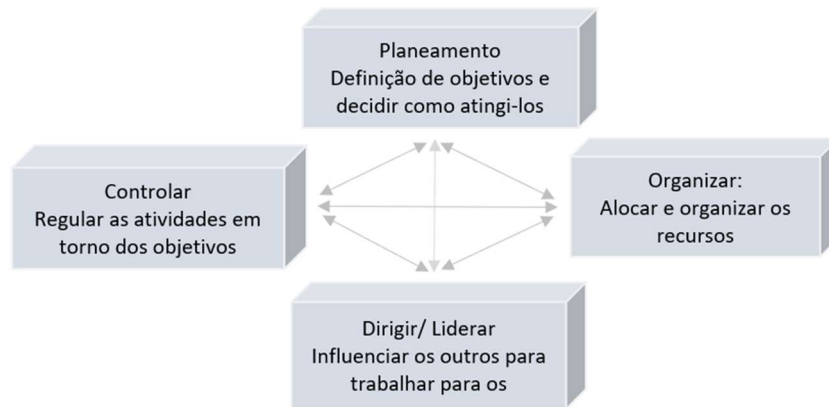 Planeamento
Definição de objetivos e
decidir como atingi-los
Controlar
Regular as atividades em
torno dos objetivos
Organizar:
Alocar e organizar os
recursos
Dirigir/ Liderar
Influenciar os outros para
trabalhar para os